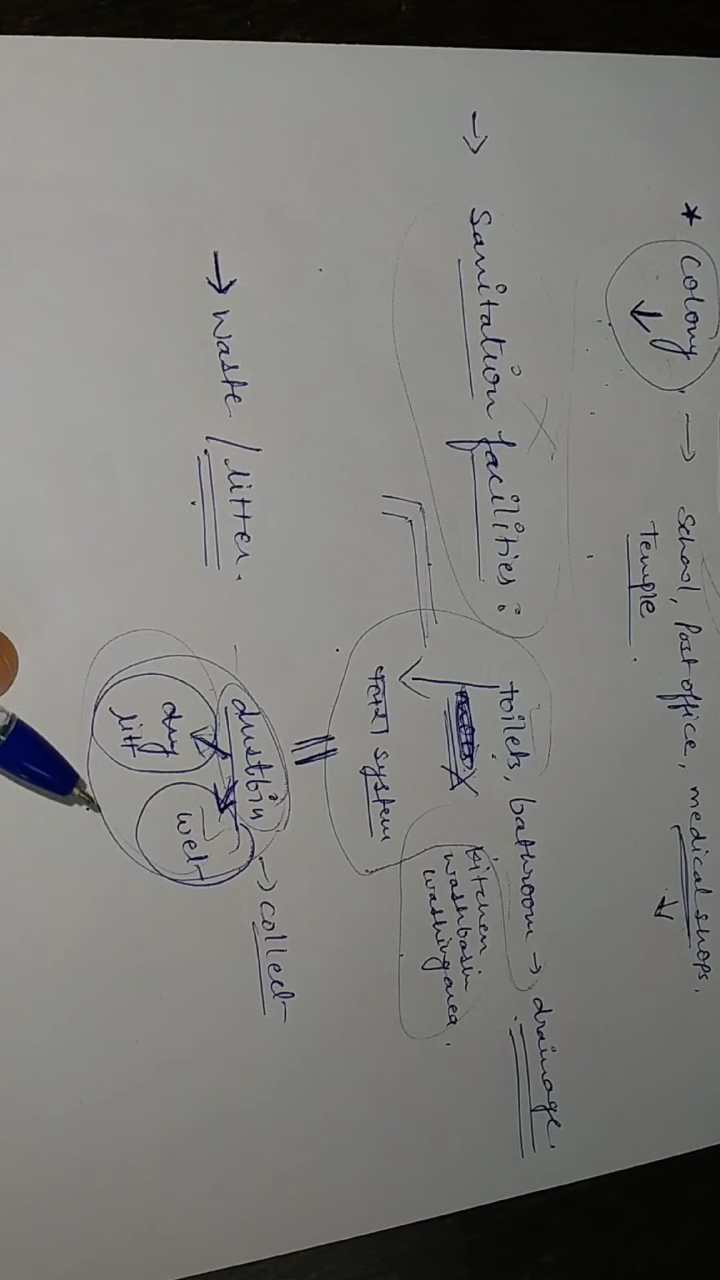 * Colony → School, Post office, medical shops,
Temple.
→ Sanitation facilities :
toilets, bathroom → drainage.
kitchen
washbasin
washing area.
system
→ Waste / litter.
dustbin → collect
dry
litt
wet